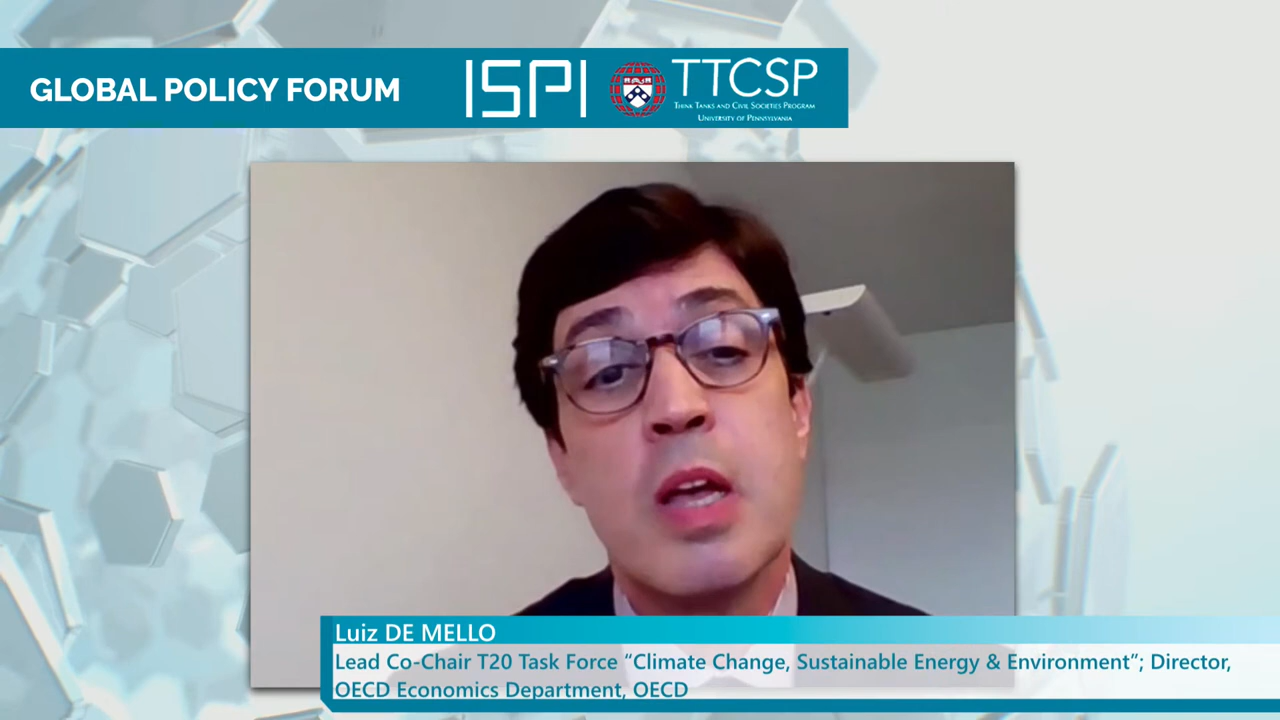 GLOBAL POLICY FORUM
ISPI
TTCSP
THINK TANKS AND CIVIL SOCIETIES PROGRAM
UNIVERSITY OF PENNSYLVANIA
Luiz DE MELLO
Lead Co-Chair T20 Task Force “Climate Change, Sustainable Energy & Environment”; Director,
OECD Economics Department, OECD